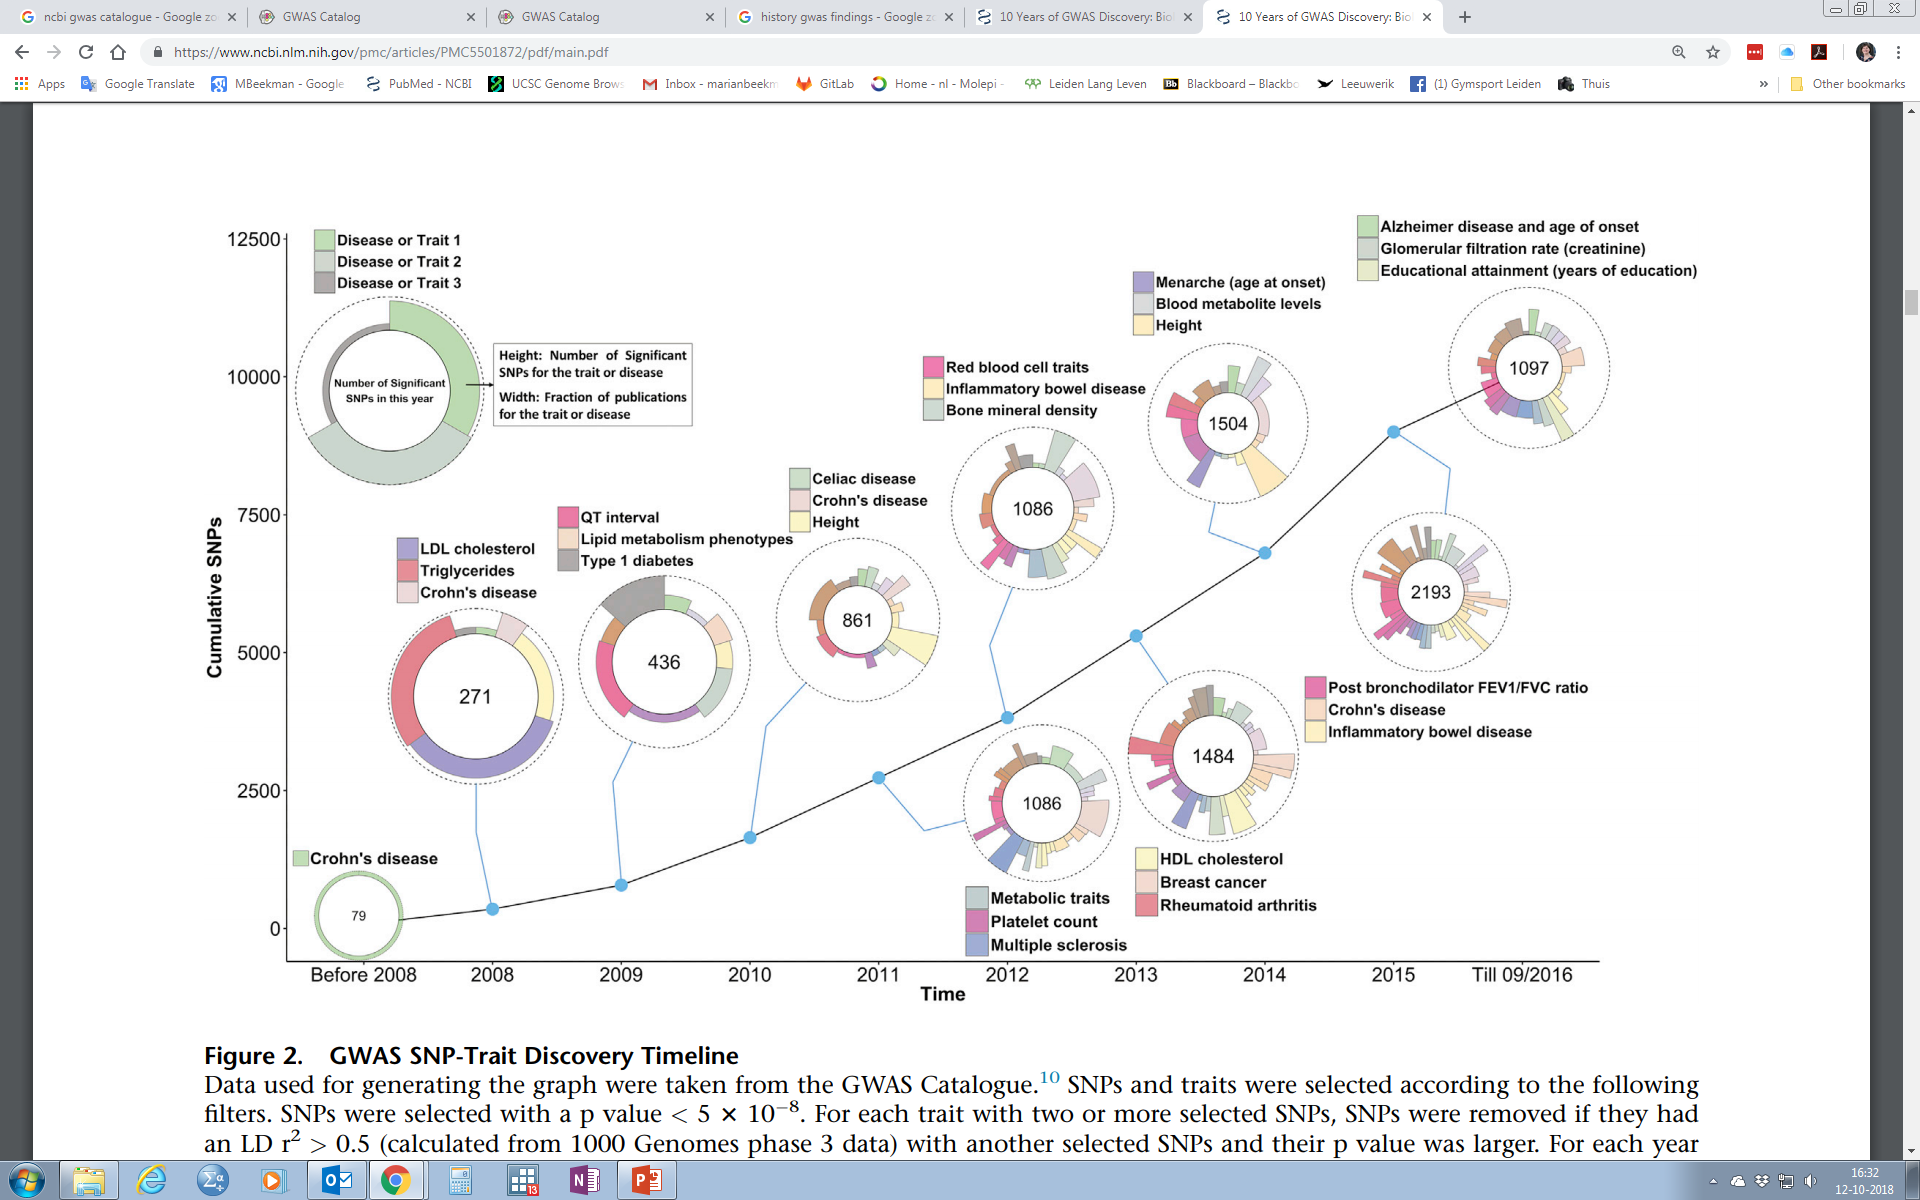 ncbi gwas catalogue - Google zo
GWAS Catalog
GWAS Catalog
history gwas findings - Google zo
10 Years of GWAS Discovery: Biol
10 Years of GWAS Discovery: Biol
https://www.ncbi.nlm.nih.gov/pmc/articles/PMC5501872/pdf/main.pdf
Apps
Google Translate
MBeekman - Google
PubMed - NCBI
UCSC Genome Brows
Inbox - marianbeekm
GitLab
Home - nl - Molepi -
Leiden Lang Leven
Bb
Blackboard – Blackbo
Leeuwerik
(1) Gymsport Leiden
Thuis
»
Other bookmarks
12500
10000
7500
5000
2500
0
Cumulative SNPs
Disease or Trait 1
Disease or Trait 2
Disease or Trait 3
Number of Significant
SNPs in this year
Height: Number of Significant
SNPs for the trait or disease
Width: Fraction of publications
for the trait or disease
Crohn's disease
79
LDL cholesterol
Triglycerides
Crohn's disease
271
QT interval
Lipid metabolism phenotypes
Type 1 diabetes
436
Celiac disease
Crohn's disease
Height
861
Red blood cell traits
Inflammatory bowel disease
Bone mineral density
1086
1086
Metabolic traits
Platelet count
Multiple sclerosis
Menarche (age at onset)
Blood metabolite levels
Height
1504
1484
HDL cholesterol
Breast cancer
Rheumatoid arthritis
Alzheimer disease and age of onset
Glomerular filtration rate (creatinine)
Educational attainment (years of education)
1097
2193
Post bronchodilator FEV1/FVC ratio
Crohn's disease
Inflammatory bowel disease
Before 2008
2008
2009
2010
2011
2012
2013
2014
2015
Till 09/2016
Time
Figure 2. GWAS SNP-Trait Discovery Timeline
Data used for generating the graph were taken from the GWAS Catalogue.10 SNPs and traits were selected according to the following
filters. SNPs were selected with a p value < 5 × 10−8. For each trait with two or more selected SNPs, SNPs were removed if they had
an LD r2 > 0.5 (calculated from 1000 Genomes phase 3 data) with another selected SNPs and their p value was larger. For each year
13
16:32
12-10-2018